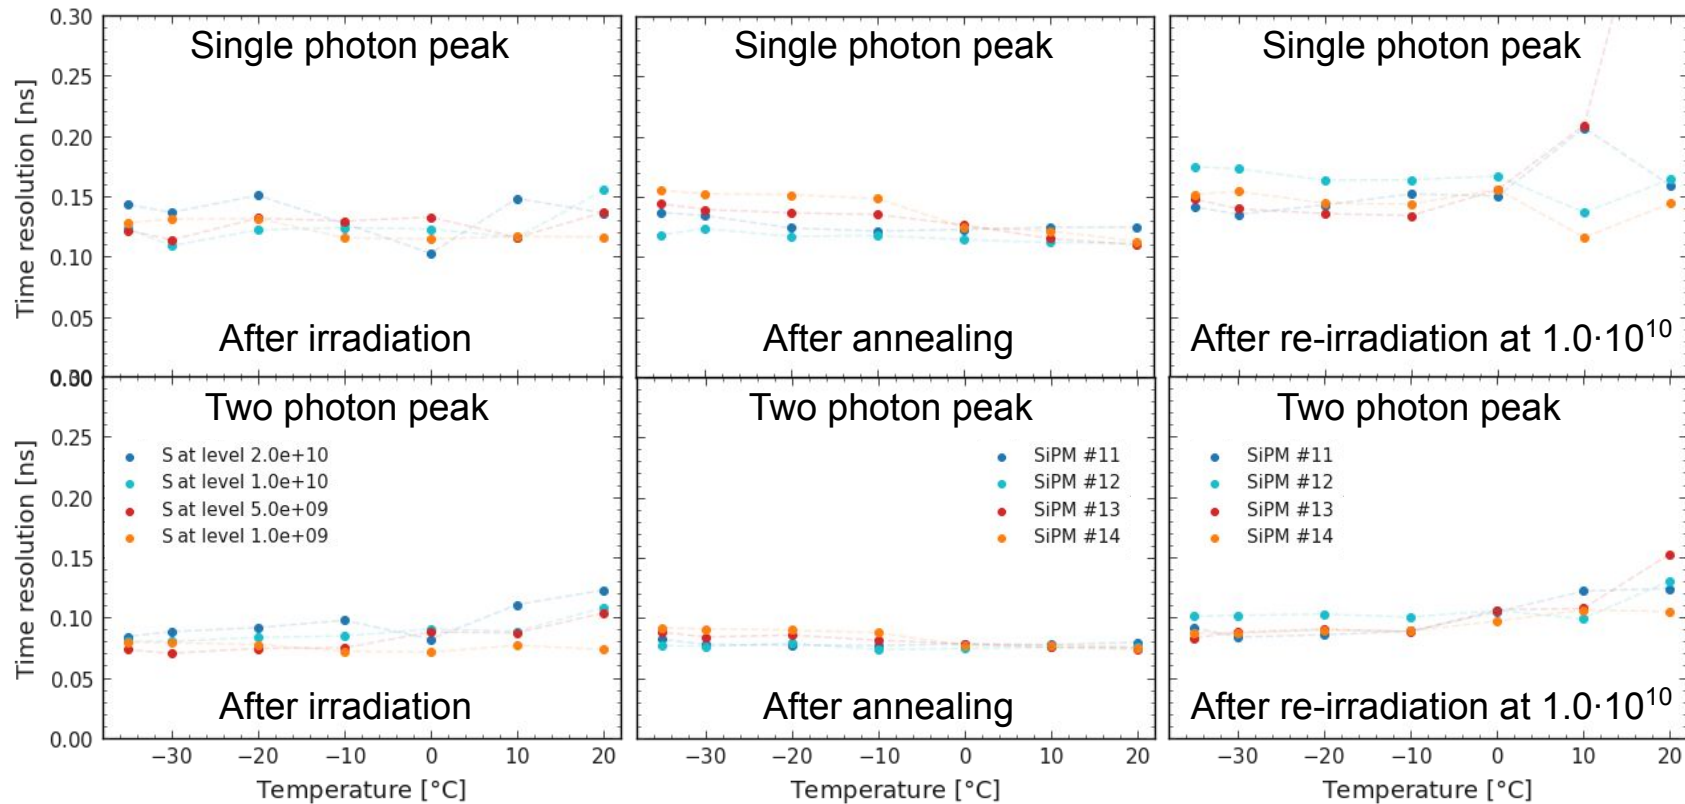 0.30
0.25
0.20
0.15
0.10
0.05
Time resolution [ns]
Single photon peak
After irradiation
Single photon peak
After annealing
Single photon peak
After re-irradiation at 1.0·10¹⁰
0.30
0.25
0.20
0.15
0.10
0.05
0.00
Time resolution [ns]
Two photon peak
S at level 2.0e+10
S at level 1.0e+10
S at level 5.0e+09
S at level 1.0e+09
After irradiation
−30 −20 −10 0 10 20
Temperature [°C]
Two photon peak
SiPM #11
SiPM #12
SiPM #13
SiPM #14
After annealing
−30 −20 −10 0 10 20
Temperature [°C]
Two photon peak
SiPM #11
SiPM #12
SiPM #13
SiPM #14
After re-irradiation at 1.0·10¹⁰
−30 −20 −10 0 10 20
Temperature [°C]